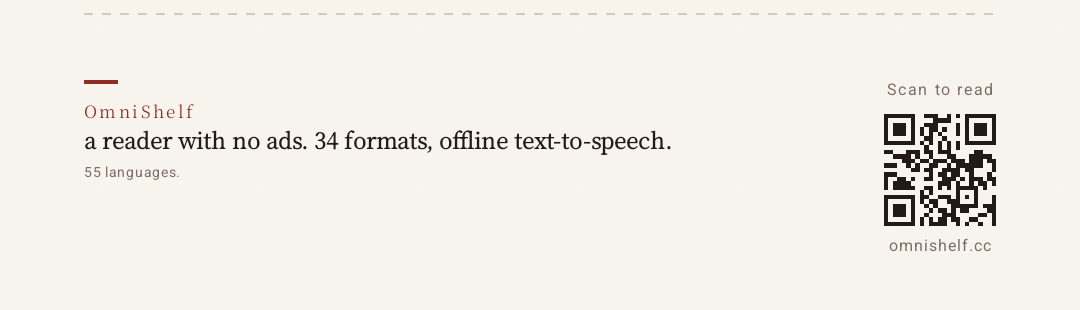 OmniShelf
a reader with no ads. 34 formats, offline text-to-speech.
55 languages.
Scan to read
omnishelf.cc